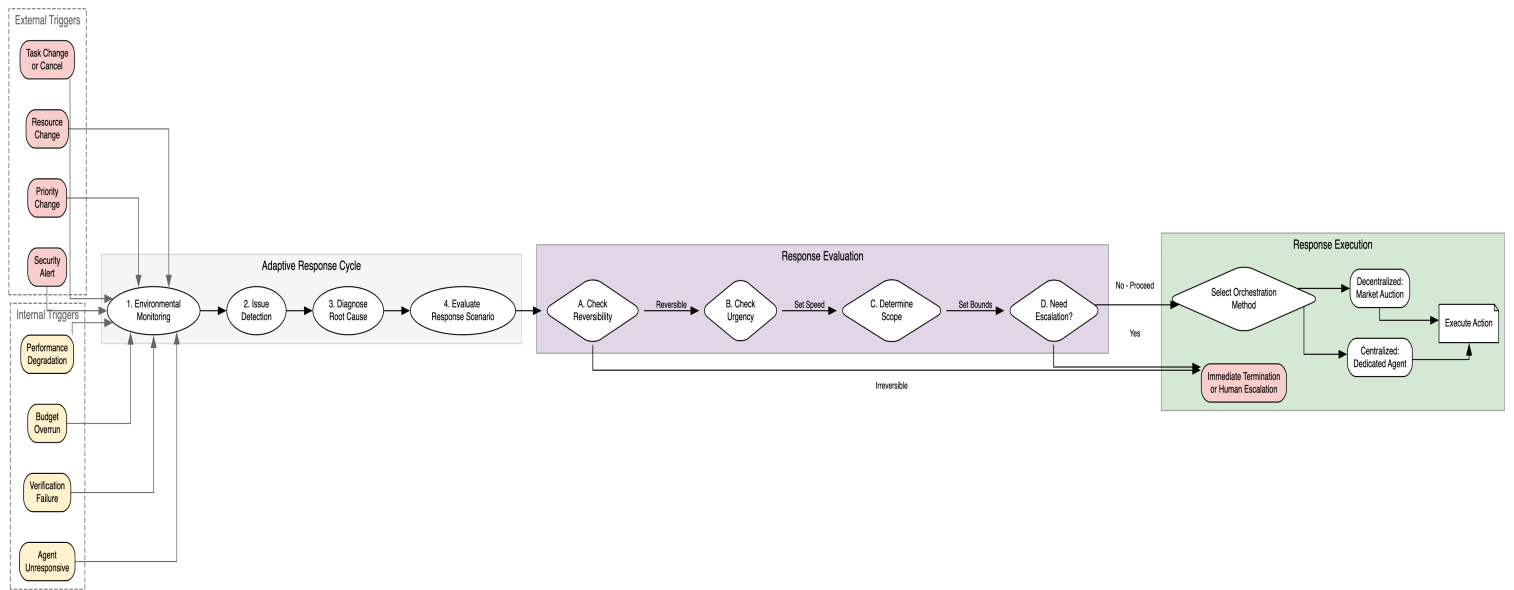 External Triggers
Task Change
or Cancel
Resource
Change
Priority
Change
Security
Alert
Internal Triggers
Performance
Degradation
Budget
Overrun
Verification
Failure
Agent
Unresponsive
Adaptive Response Cycle
1. Environmental
Monitoring
2. Issue
Detection
3. Diagnose
Root Cause
4. Evaluate
Response Scenario
Response Evaluation
A. Check
Reversibility
Reversible
B. Check
Urgency
Set Speed
C. Determine
Scope
Set Bounds
D. Need
Escalation?
No - Proceed
Yes
Irreversible
Response Execution
Select Orchestration
Method
Decentralized:
Market Auction
Centralized:
Dedicated Agent
Execute Action
Immediate Termination
or Human Escalation